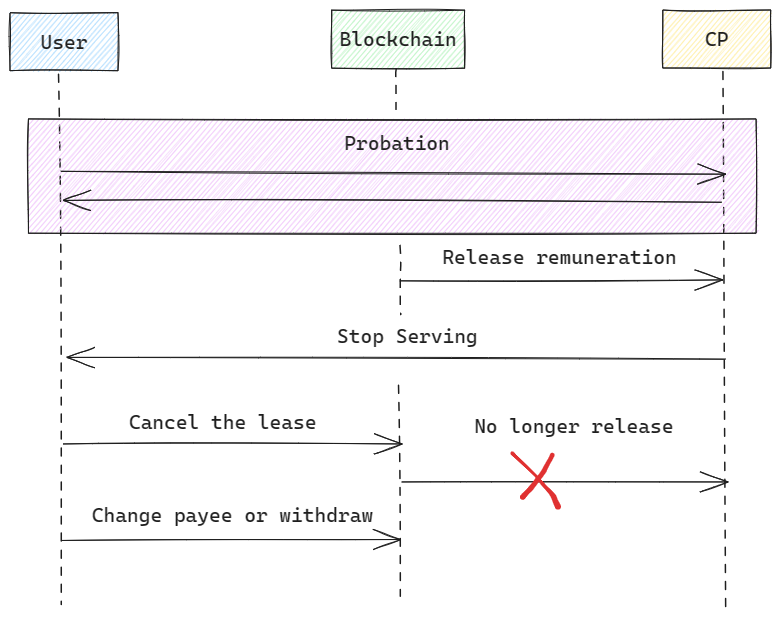 User
Blockchain
CP
Probation
Release remuneration
Stop Serving
Cancel the lease
No longer release
Change payee or withdraw